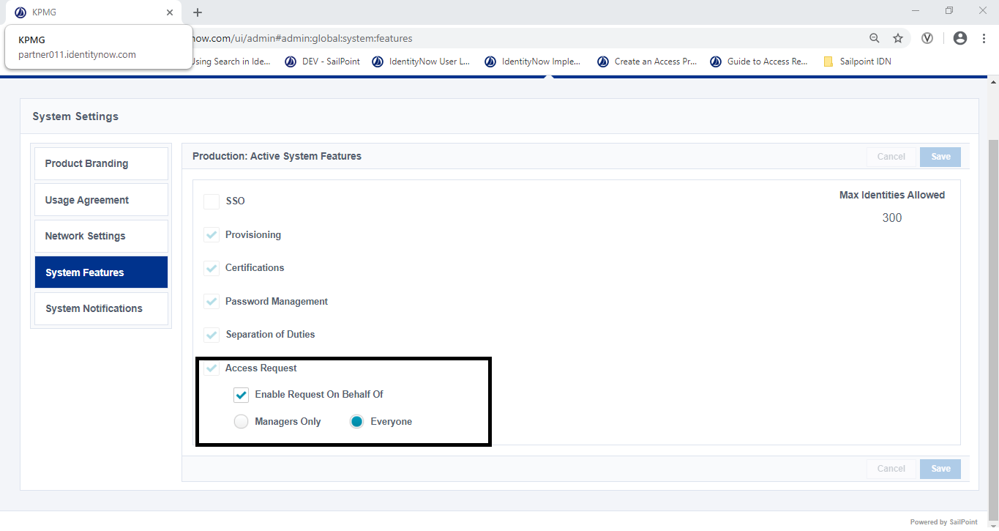 KPMG
KPMG
partner011.identitynow.com
now.com/ui/admin#admin:global:system:features
Using Search in Ide... DEV - SailPoint IdentityNow User L... IdentityNow Imple... Create an Access Pr... Guide to Access Re... Sailpoint IDN
System Settings
Product Branding
Usage Agreement
Network Settings
System Features
System Notifications
Production: Active System Features
Cancel Save
SSO
Max Identities Allowed
300
Provisioning
Certifications
Password Management
Separation of Duties
Access Request
Enable Request On Behalf Of
Managers Only Everyone
Cancel Save
Powered by SailPoint